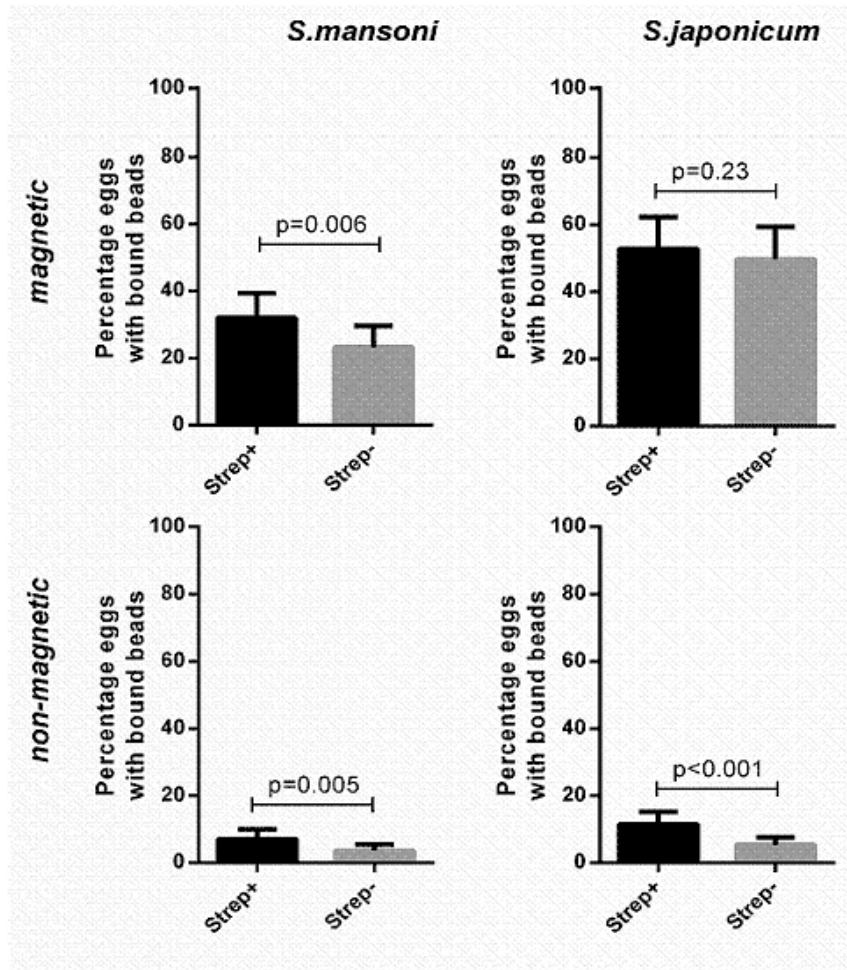 S.mansoni
S.japonicum
magnetic
Percentage eggs
with bound beads
100
80
60
40
20
0
p=0.006
Strep+
Strep-
Percentage eggs
with bound beads
100
80
60
40
20
0
p=0.23
Strep+
Strep-
non-magnetic
Percentage eggs
with bound beads
100
80
60
40
20
0
p=0.005
Strep+
Strep-
Percentage eggs
with bound beads
100
80
60
40
20
0
p<0.001
Strep+
Strep-